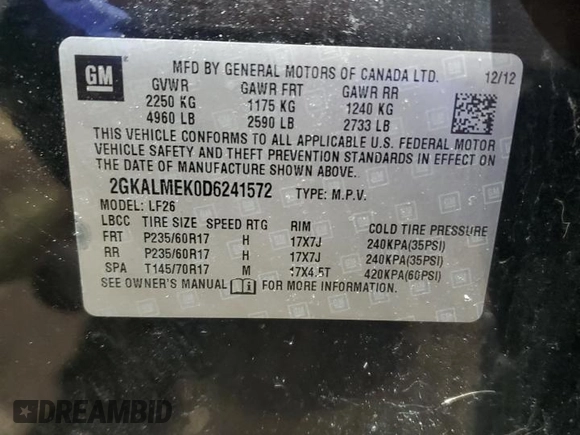 GM
MFD BY GENERAL MOTORS OF CANADA LTD. 12/12
GVWR GAWR FRT GAWR RR
2250 KG 1175 KG 1240 KG
4960 LB 2590 LB 2733 LB
THIS VEHICLE CONFORMS TO ALL APPLICABLE U.S. FEDERAL MOTOR
VEHICLE SAFETY AND THEFT PREVENTION STANDARDS IN EFFECT ON
THE DATE OF MANUFACTURE SHOWN ABOVE.
2GKALMEK0D6241572 TYPE: M.P.V.
MODEL: LF26
LBCC TIRE SIZE SPEED RTG RIM COLD TIRE PRESSURE
FRT P235/60R17 H 17X7J 240KPA(35PSI)
RR P235/60R17 H 17X7J 240KPA(35PSI)
SPA T145/70R17 M 17X4.5T 420KPA(60PSI)
SEE OWNER'S MANUAL FOR MORE INFORMATION.
DREAMBID